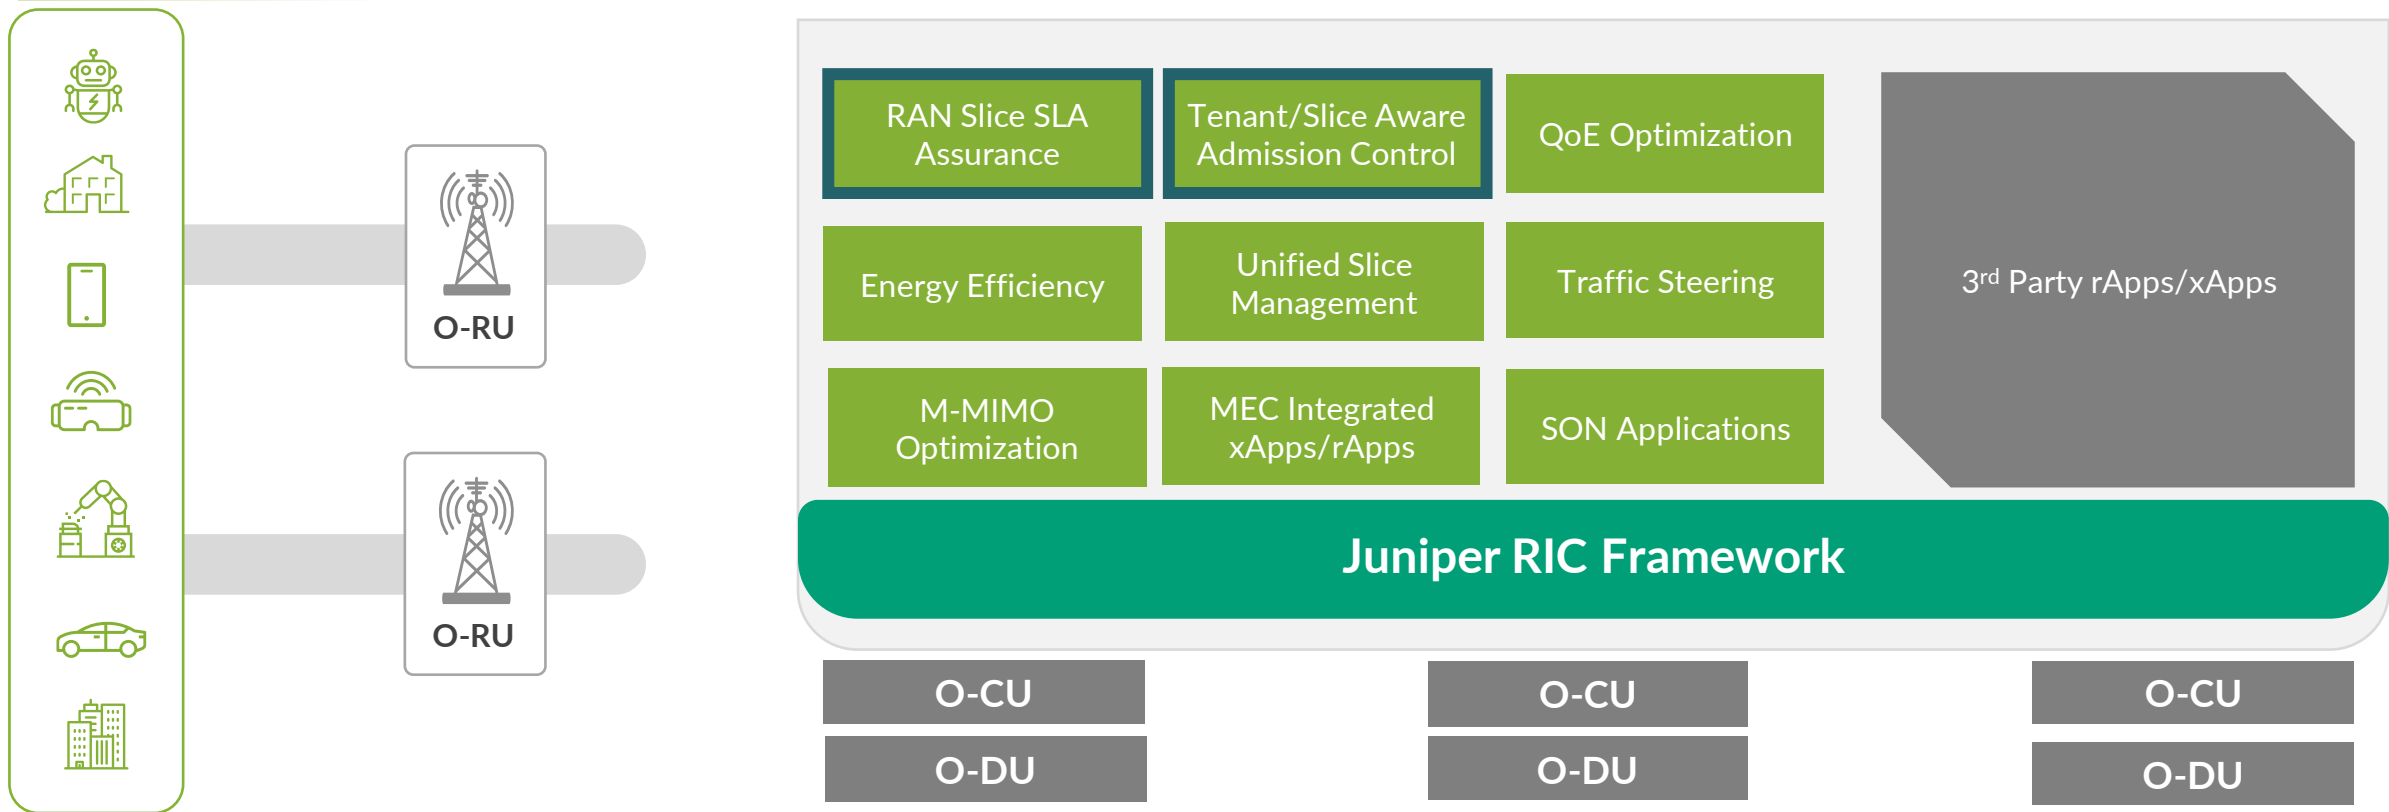 O-RU
O-RU
RAN Slice SLA
Assurance
Tenant/Slice Aware
Admission Control
QoE Optimization
Energy Efficiency
Unified Slice
Management
Traffic Steering
M-MIMO
Optimization
MEC Integrated
xApps/rApps
SON Applications
3rd Party rApps/xApps
Juniper RIC Framework
O-CU
O-CU
O-CU
O-DU
O-DU
O-DU